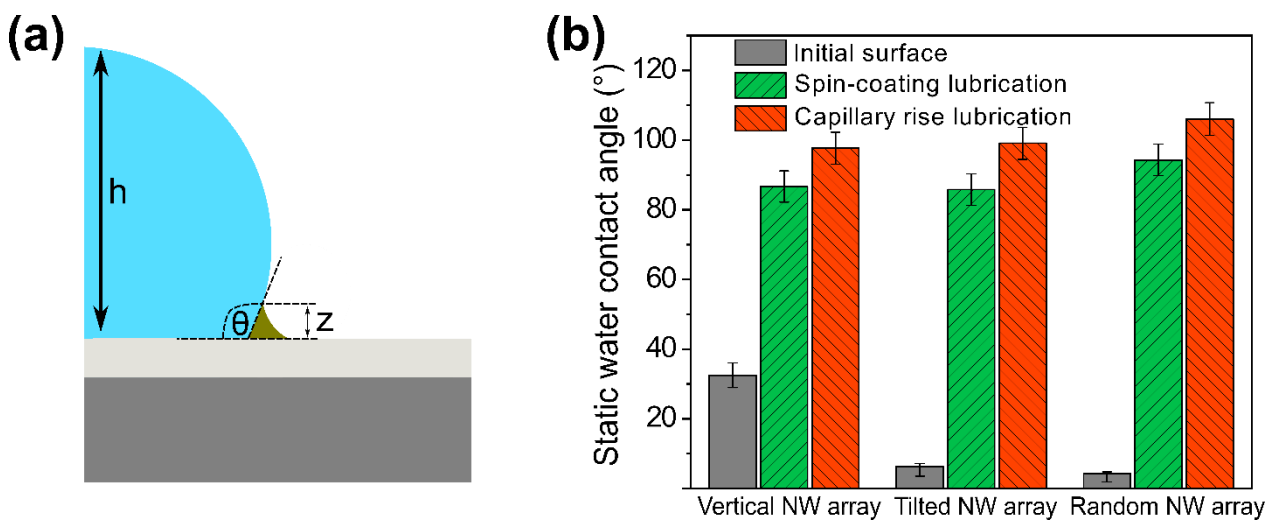 (a)
h
θ
z
(b)
Static water contact angle (°)
120
100
80
60
40
20
Initial surface
Spin-coating lubrication
Capillary rise lubrication
Vertical NW array
Tilted NW array
Random NW array